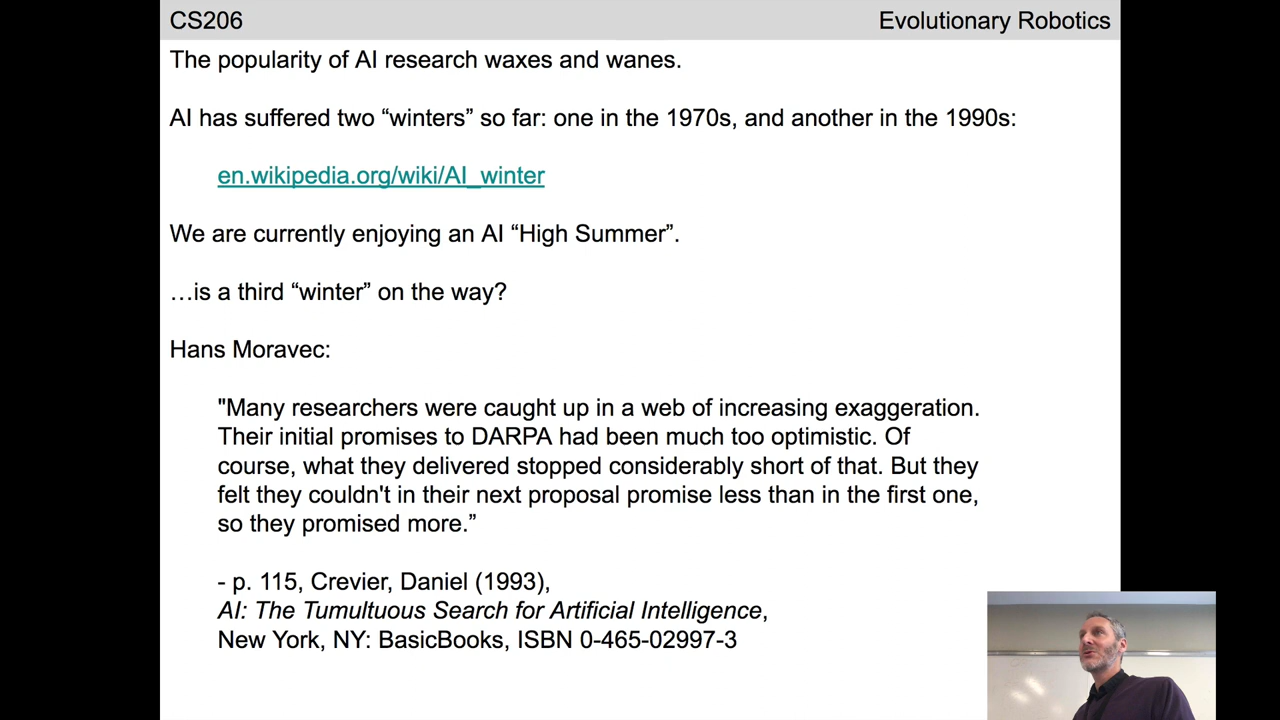 CS206
Evolutionary Robotics
The popularity of AI research waxes and wanes.
AI has suffered two “winters” so far: one in the 1970s, and another in the 1990s:
en.wikipedia.org/wiki/AI_winter
We are currently enjoying an AI “High Summer”.
…is a third “winter” on the way?
Hans Moravec:
"Many researchers were caught up in a web of increasing exaggeration.
Their initial promises to DARPA had been much too optimistic. Of
course, what they delivered stopped considerably short of that. But they
felt they couldn't in their next proposal promise less than in the first one,
so they promised more.”
- p. 115, Crevier, Daniel (1993),
AI: The Tumultuous Search for Artificial Intelligence,
New York, NY: BasicBooks, ISBN 0-465-02997-3